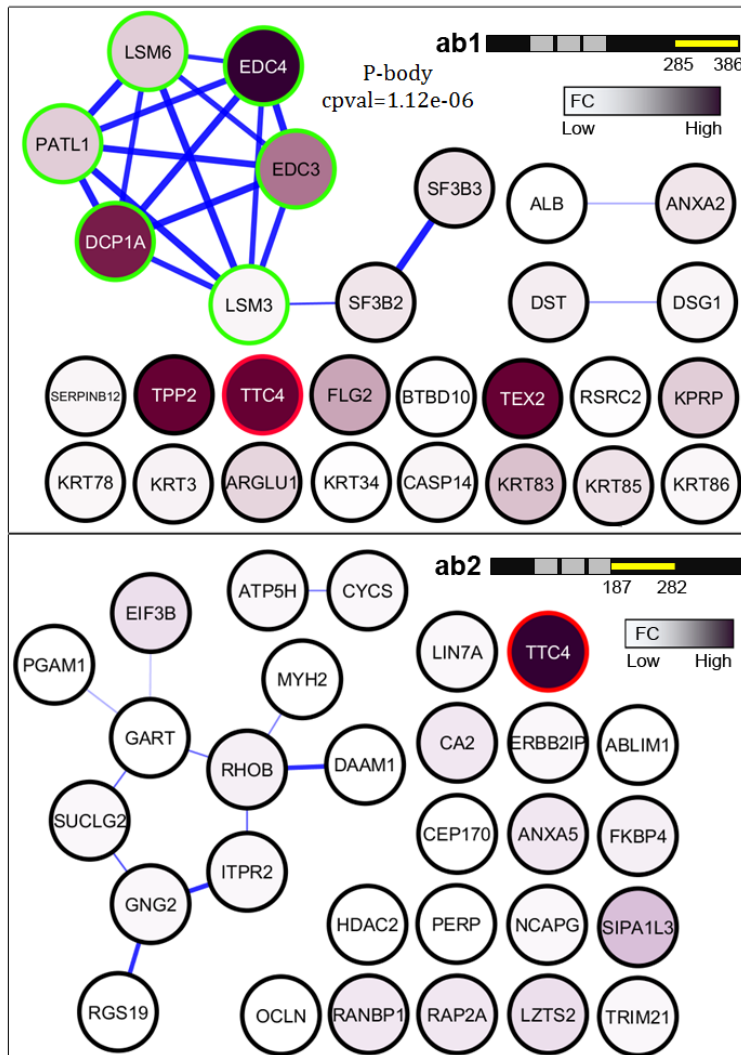 ab1
285 386
P-body
cpval=1.12e-06
FC
Low High
LSM6
EDC4
PATL1
EDC3
DCP1A
LSM3
SF3B3
SF3B2
ALB
ANXA2
DST
DSG1
SERPINB12 TPP2 TTC4 FLG2 BTBD10 TEX2 RSRC2 KPRP
KRT78 KRT3 ARGLU1 KRT34 CASP14 KRT83 KRT85 KRT86
ab2
187 282
FC
Low High
ATP5H CYCS
EIF3B
PGAM1
MYH2
GART
RHOB
DAAM1
SUCLG2
ITPR2
GNG2
RGS19
LIN7A TTC4
CA2 ERBB2IP ABLIM1
CEP170 ANXA5 FKBP4
HDAC2 PERP NCAPG SIPA1L3
OCLN RANBP1 RAP2A LZTS2 TRIM21